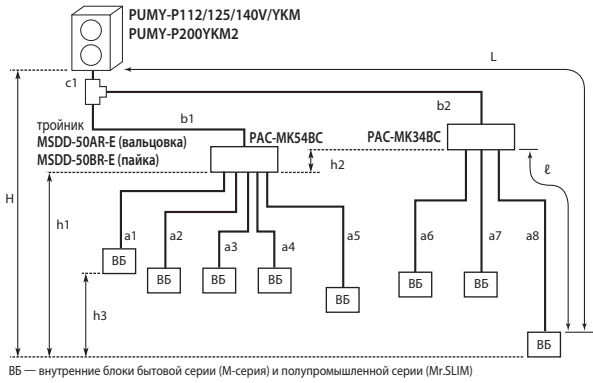 PUMY-P112/125/140V/YKM
PUMY-P200YKM2
L
c1
b2
b1
тройник
MSDD-50AR-E (вальцовка)
MSDD-50BR-E (пайка)
PAC-MK54BC
PAC-MK34BC
h2
ℓ
H
h1
a1
a2
a3
a4
a5
a6
a7
a8
ВБ
ВБ
ВБ
ВБ
ВБ
ВБ
ВБ
ВБ
h3
ВБ — внутренние блоки бытовой серии (М-серия) и полупромышленной серии (Mr.SLIM)